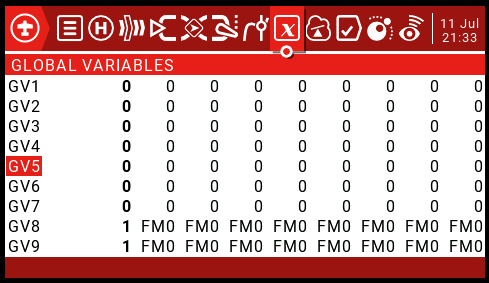 11 Jul
21:33
GLOBAL VARIABLES
GV1 0 0 0 0 0 0 0 0 0
GV2 0 0 0 0 0 0 0 0 0
GV3 0 0 0 0 0 0 0 0 0
GV4 0 0 0 0 0 0 0 0 0
GV5 0 0 0 0 0 0 0 0 0
GV6 0 0 0 0 0 0 0 0 0
GV7 0 0 0 0 0 0 0 0 0
GV8 1 FM0 FM0 FM0 FM0 FM0 FM0 FM0 FM0
GV9 1 FM0 FM0 FM0 FM0 FM0 FM0 FM0 FM0